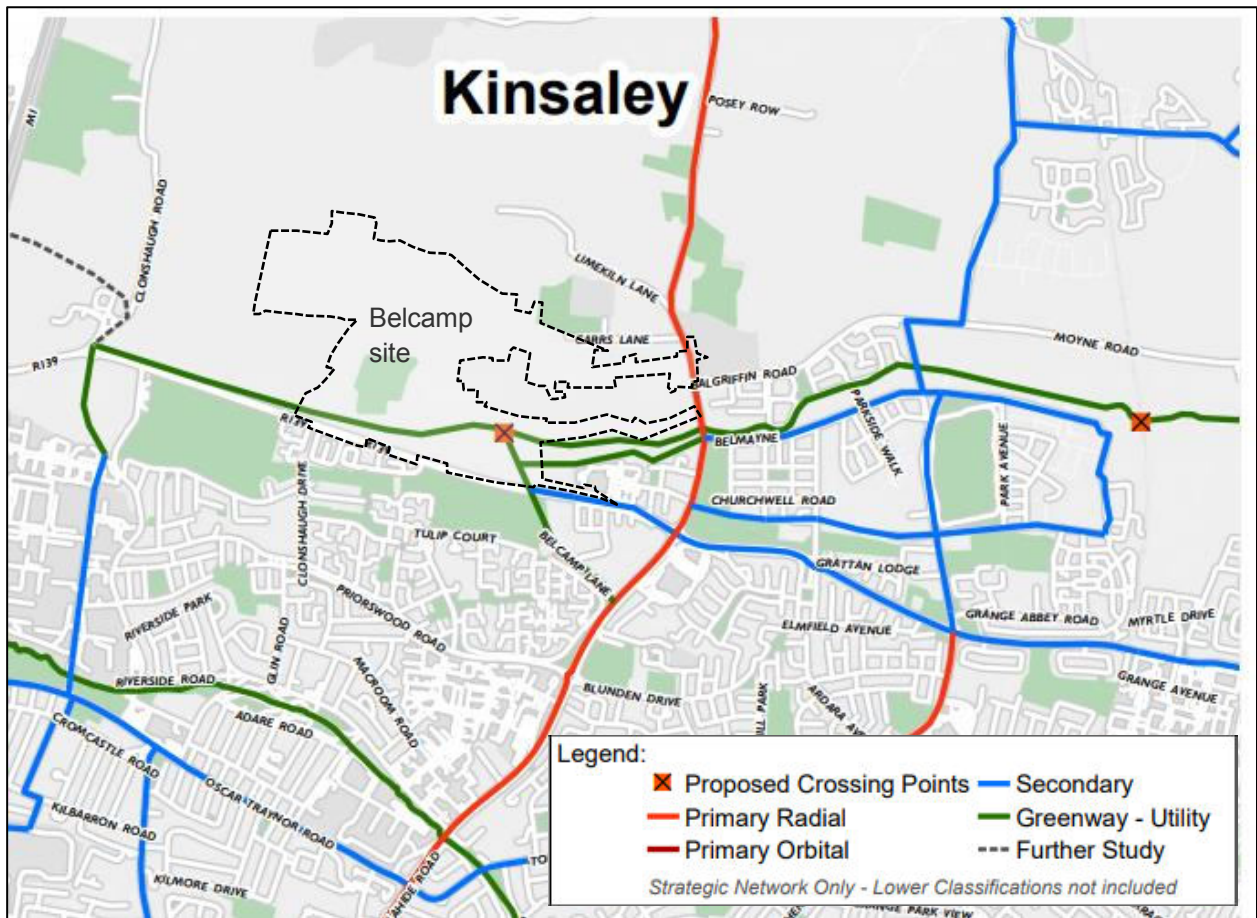 Kinsaley
POSEY ROW
M1
CLONSHAUGH ROAD
LIMEKILN LANE
Belcamp
site
CARRS LANE
MOYNE ROAD
R139
BALGRIFFIN ROAD
PARKSIDE WALK
R139
R139
BELMAYNE
PARK AVENUE
CLONSHAUGH DRIVE
CHURCHWELL ROAD
TULIP COURT
BELCAMP LANE
GRATTAN LODGE
PRIORSWOOD ROAD
RIVERSIDE PARK
GRANGE ABBEY ROAD
MYRTLE DRIVE
ELMFIELD AVENUE
GLIN ROAD
MACROOM ROAD
RIVERSIDE ROAD
BLUNDEN DRIVE
GRANGE AVENUE
ADARE ROAD
CROMCASTLE ROAD
OSCAR TRAYNOR ROAD
KILBARRON ROAD
KILMORE DRIVE
Legend:
Proposed Crossing Points
Secondary
Primary Radial
Greenway - Utility
Primary Orbital
Further Study
Strategic Network Only - Lower Classifications not included